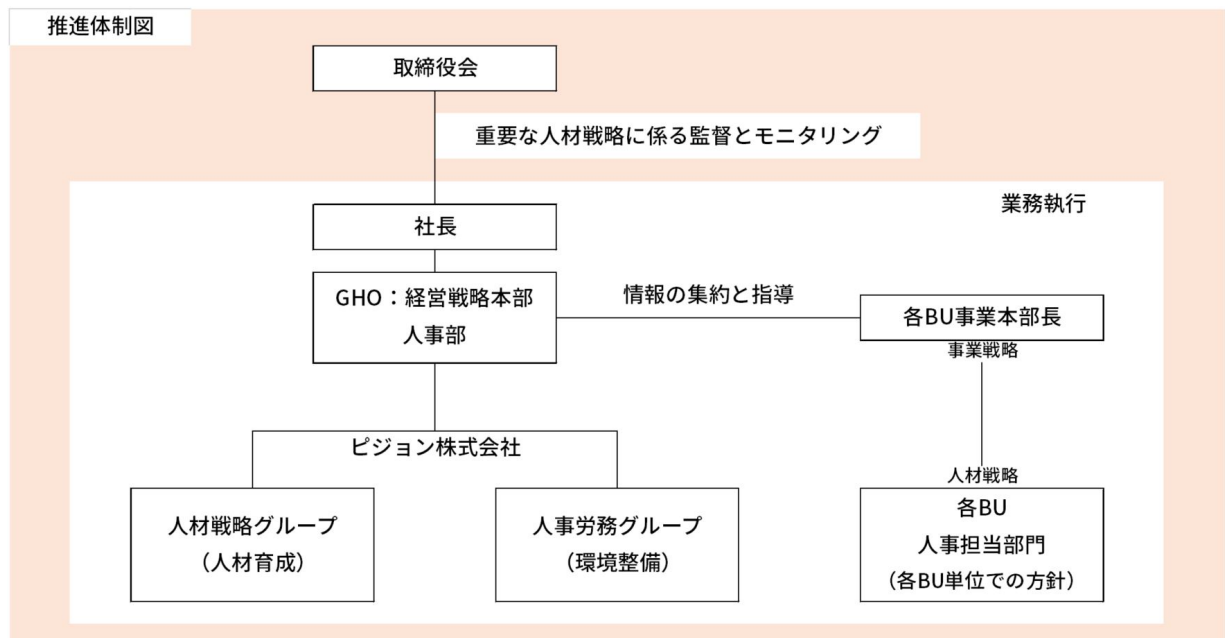 推進体制図
取締役会
重要な人材戦略に係る監督とモニタリング
業務執行
社長
GHO：経営戦略本部
人事部
情報の集約と指導
各BU事業本部長
事業戦略
ピジョン株式会社
人材戦略グループ
（人材育成）
人事労務グループ
（環境整備）
人材戦略
各BU
人事担当部門
（各BU単位での方針）